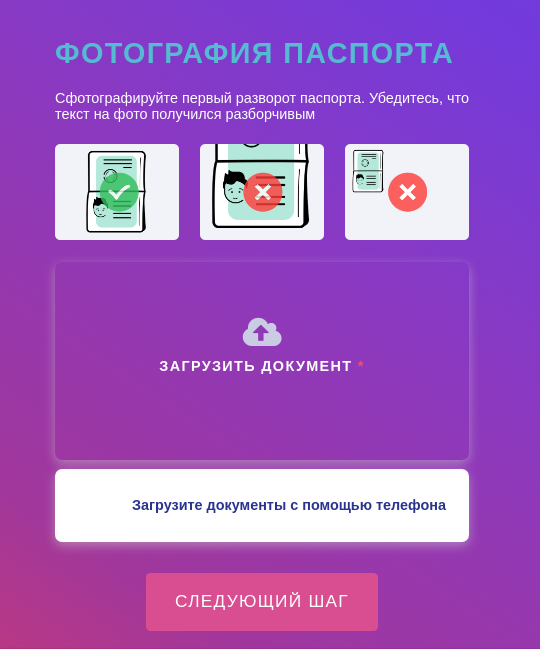 ФОТОГРАФИЯ ПАСПОРТА
Сфотографируйте первый разворот паспорта. Убедитесь, что
текст на фото получился разборчивым
ЗАГРУЗИТЬ ДОКУМЕНТ *
Загрузите документы с помощью телефона
СЛЕДУЮЩИЙ ШАГ